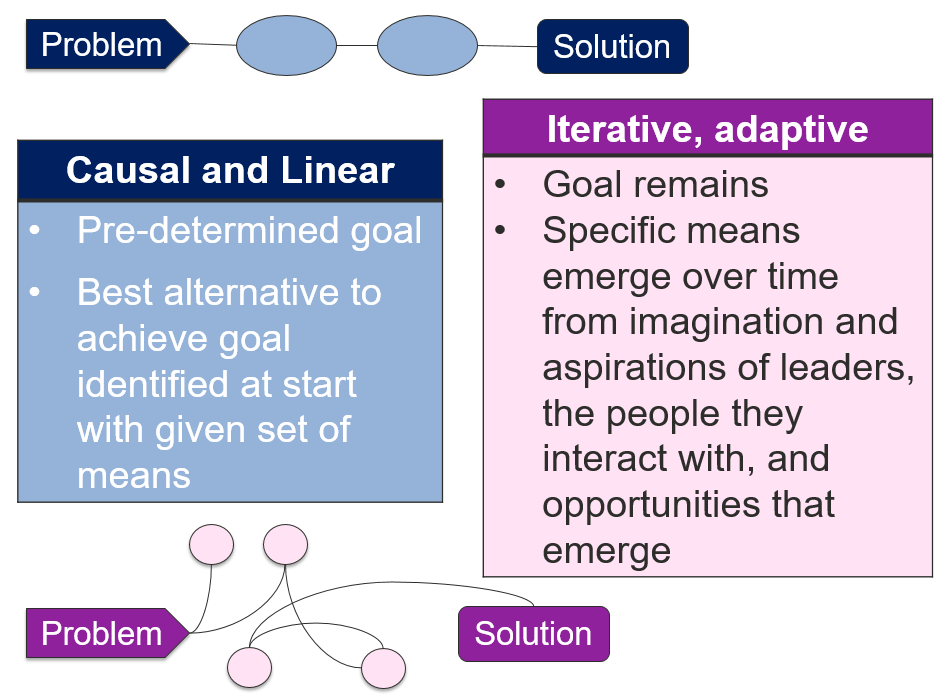 Problem
Solution
Causal and Linear
• Pre-determined goal
• Best alternative to
achieve goal
identified at start
with given set of
means
Iterative, adaptive
• Goal remains
• Specific means
emerge over time
from imagination and
aspirations of leaders,
the people they
interact with, and
opportunities that
emerge
Problem
Solution